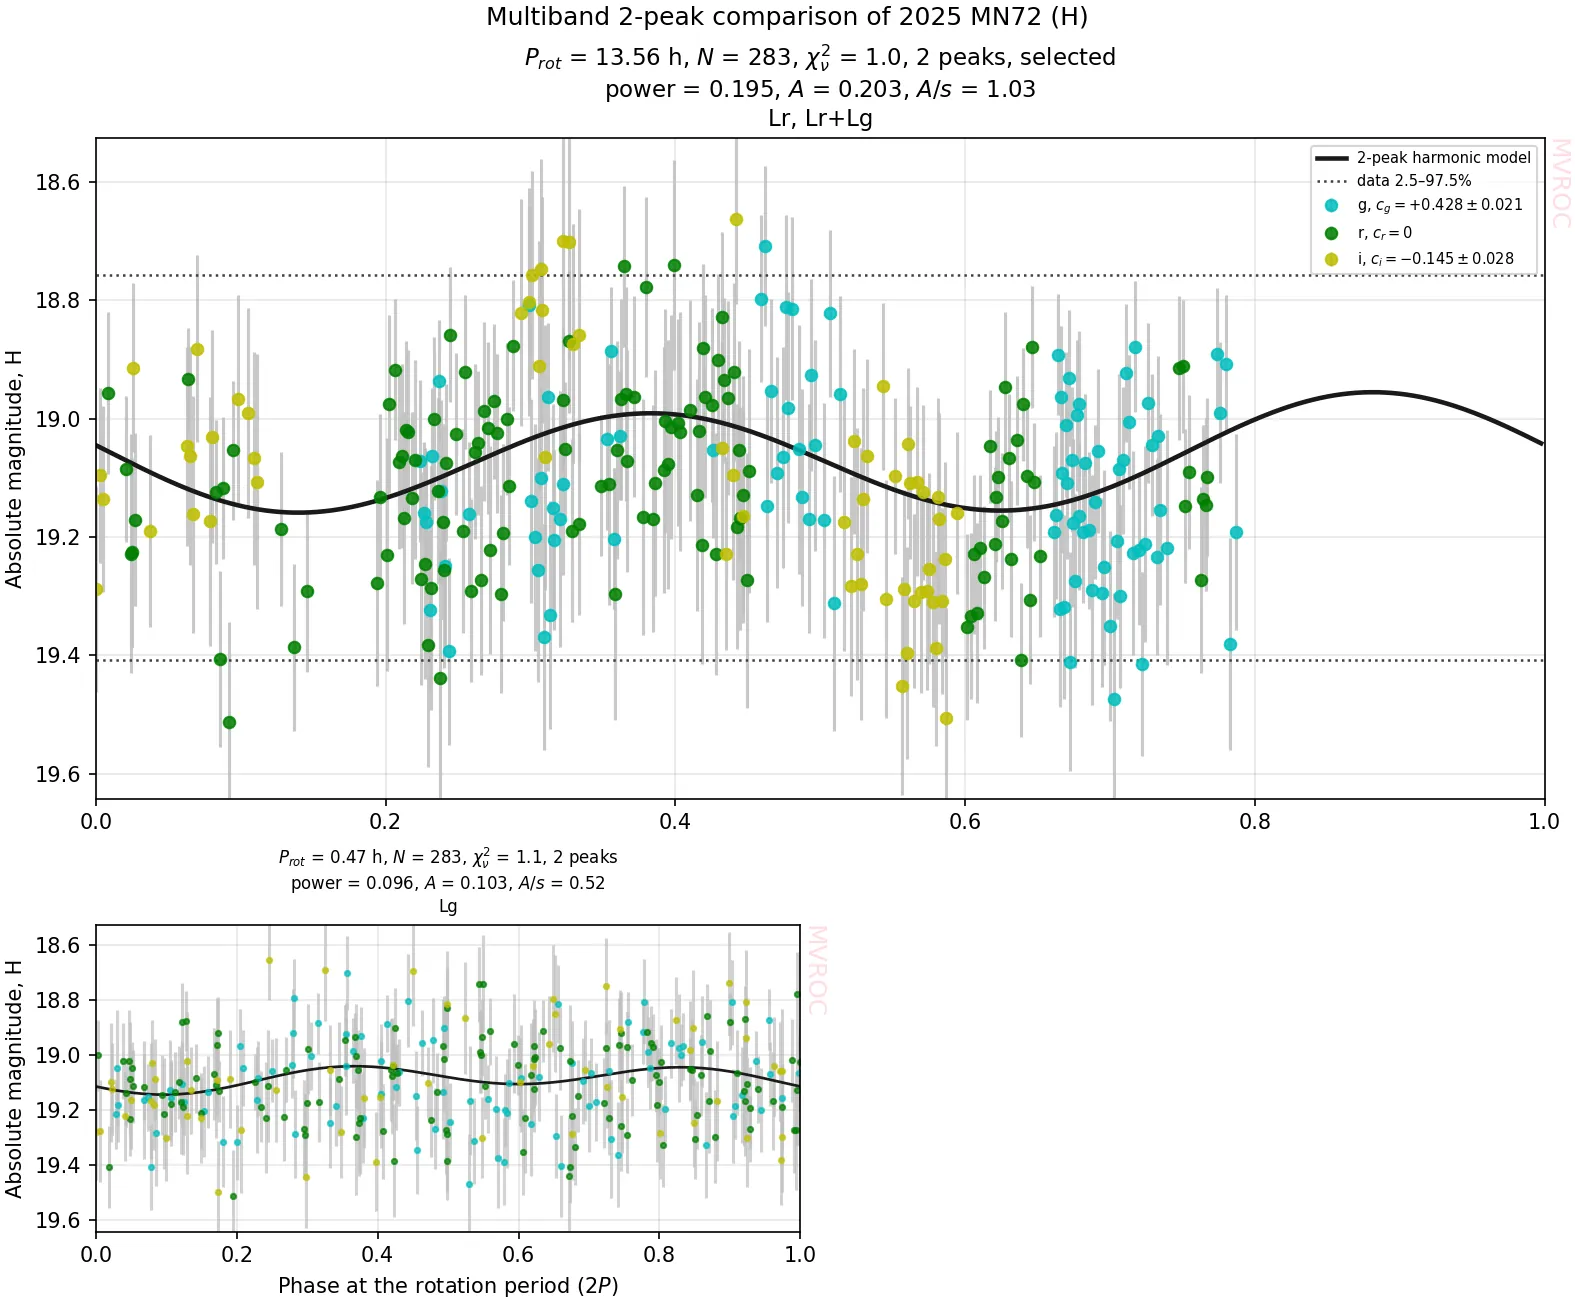 Multiband 2-peak comparison of 2025 MN72 (H)
P_rot = 13.56 h, N = 283, χ²_ν = 1.0, 2 peaks, selected
power = 0.195, A = 0.203, A/s = 1.03
Lr, Lr+Lg
MVROC
2-peak harmonic model
data 2.5–97.5%
g, c_g = +0.428 ± 0.021
r, c_r = 0
i, c_i = −0.145 ± 0.028
Absolute magnitude, H
18.6
18.8
19.0
19.2
19.4
19.6
0.0 0.2 0.4 0.6 0.8 1.0
P_rot = 0.47 h, N = 283, χ²_ν = 1.1, 2 peaks
power = 0.096, A = 0.103, A/s = 0.52
Lg
MVROC
Absolute magnitude, H
18.6
18.8
19.0
19.2
19.4
19.6
0.0 0.2 0.4 0.6 0.8 1.0
Phase at the rotation period (2P)